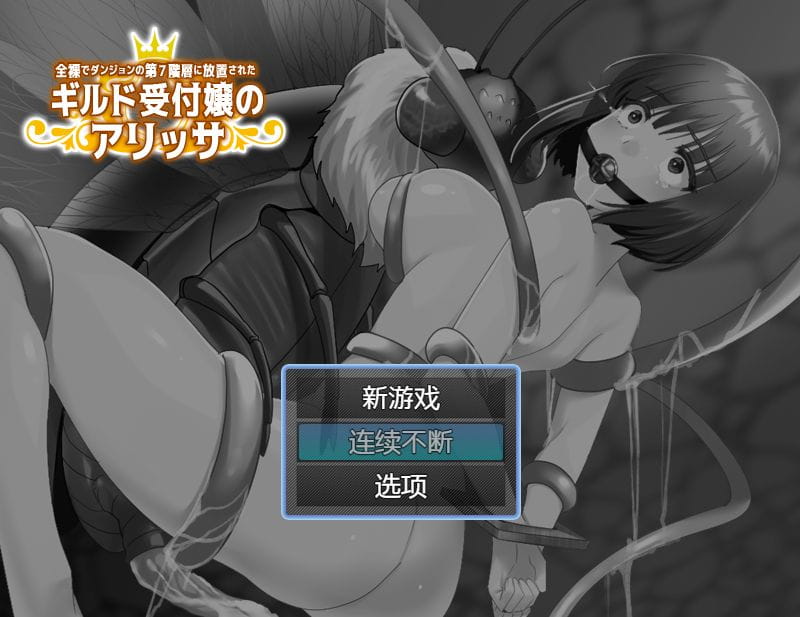 全裸でダンジョンの第7階層に放置された
ギルド受付嬢の
アリッサ
新游戏
连续不断
选项